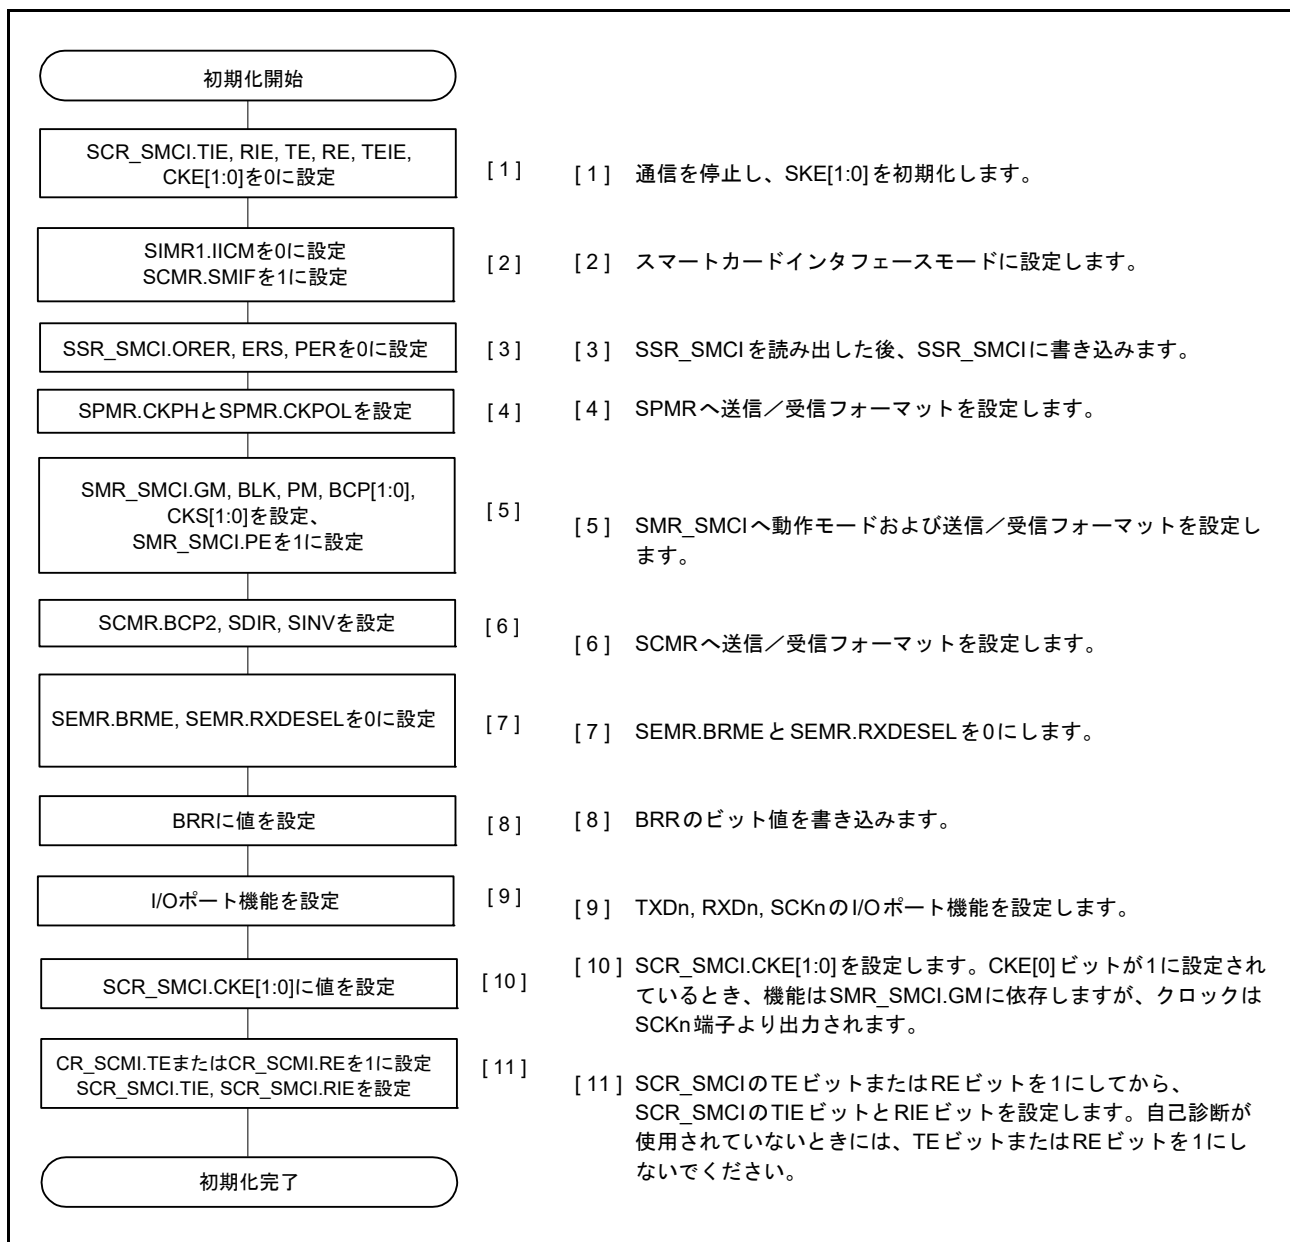 初期化開始
SCR_SMCI.TIE, RIE, TE, RE, TEIE,
CKE[1:0]を0に設定
[ 1 ]
[ 1 ] 通信を停止し、SKE[1:0]を初期化します。
SIMR1.IICMを0に設定
SCMR.SMIFを1に設定
[ 2 ]
[ 2 ] スマートカードインタフェースモードに設定します。
SSR_SMCI.ORER, ERS, PERを0に設定
[ 3 ]
[ 3 ] SSR_SMCIを読み出した後、SSR_SMCIに書き込みます。
SPMR.CKPHとSPMR.CKPOLを設定
[ 4 ]
[ 4 ] SPMRへ送信／受信フォーマットを設定します。
SMR_SMCI.GM, BLK, PM, BCP[1:0],
CKS[1:0]を設定、
SMR_SMCI.PEを1に設定
[ 5 ]
[ 5 ] SMR_SMCIへ動作モードおよび送信／受信フォーマットを設定し
ます。
SCMR.BCP2, SDIR, SINVを設定
[ 6 ]
[ 6 ] SCMRへ送信／受信フォーマットを設定します。
SEMR.BRME, SEMR.RXDESELを0に設定
[ 7 ]
[ 7 ] SEMR.BRMEとSEMR.RXDESELを0にします。
BRRに値を設定
[ 8 ]
[ 8 ] BRRのビット値を書き込みます。
I/Oポート機能を設定
[ 9 ]
[ 9 ] TXDn, RXDn, SCKnのI/Oポート機能を設定します。
SCR_SMCI.CKE[1:0]に値を設定
[ 10 ]
[ 10 ] SCR_SMCI.CKE[1:0]を設定します。CKE[0]ビットが1に設定され
ているとき、機能はSMR_SMCI.GMに依存しますが、クロックは
SCKn端子より出力されます。
CR_SCMI.TEまたはCR_SCMI.REを1に設定
SCR_SMCI.TIE, SCR_SMCI.RIEを設定
[ 11 ]
[ 11 ] SCR_SMCIのTEビットまたはREビットを1にしてから、
SCR_SMCIのTIEビットとRIEビットを設定します。自己診断が
使用されていないときには、TEビットまたはREビットを1にし
ないでください。
初期化完了